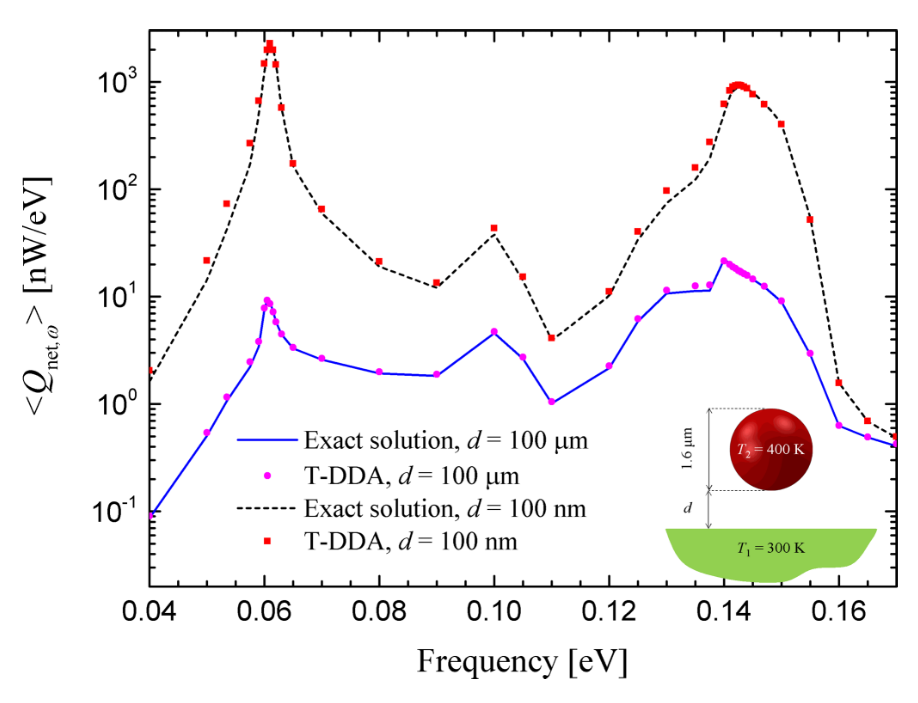 10³
10²
10¹
10⁰
10⁻¹
<Q_net,ω> [nW/eV]
Exact solution, d = 100 μm
T-DDA, d = 100 μm
Exact solution, d = 100 nm
T-DDA, d = 100 nm
1.6 μm
T₂ = 400 K
d
T₁ = 300 K
0.04 0.06 0.08 0.10 0.12 0.14 0.16
Frequency [eV]